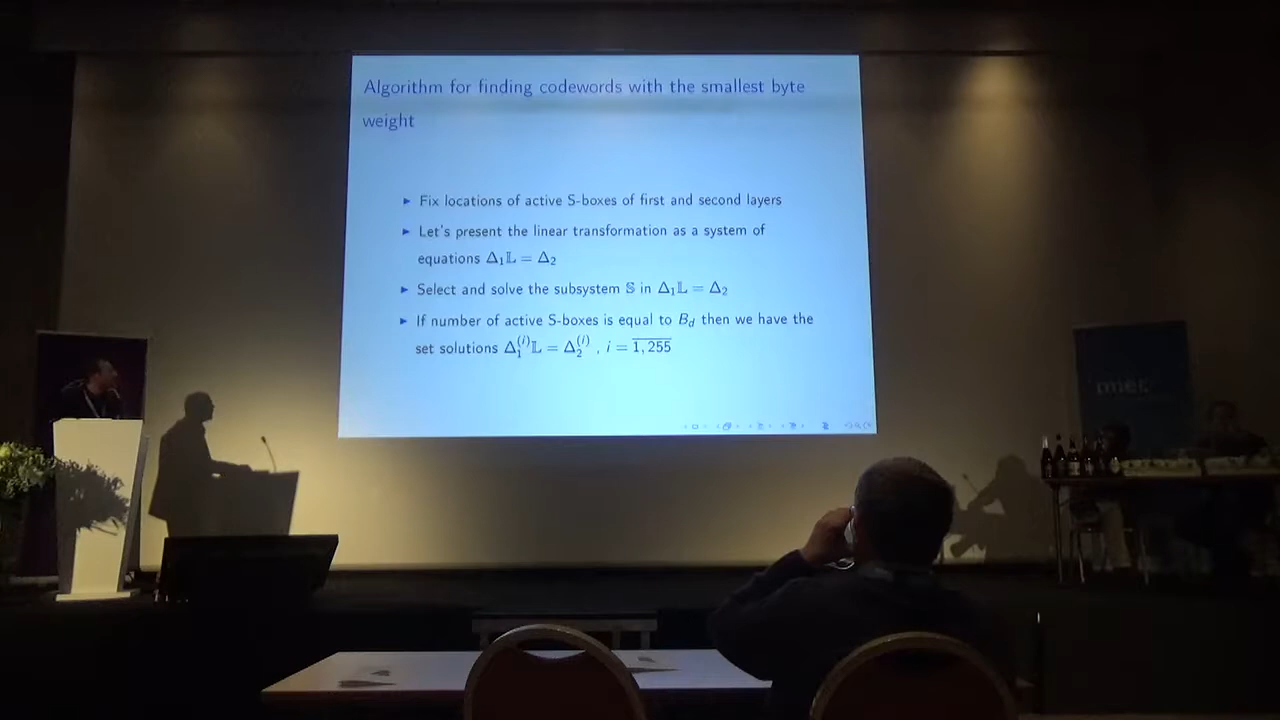 Algorithm for finding codewords with the smallest byte
weight
▶ Fix locations of active S-boxes of first and second layers
▶ Let's present the linear transformation as a system of
equations Δ₁𝕃 = Δ₂
▶ Select and solve the subsystem 𝕊 in Δ₁𝕃 = Δ₂
▶ If number of active S-boxes is equal to B_d then we have the
set solutions Δ₁⁽ⁱ⁾𝕃 = Δ₂⁽ⁱ⁾ , i = \overline{1, 255}